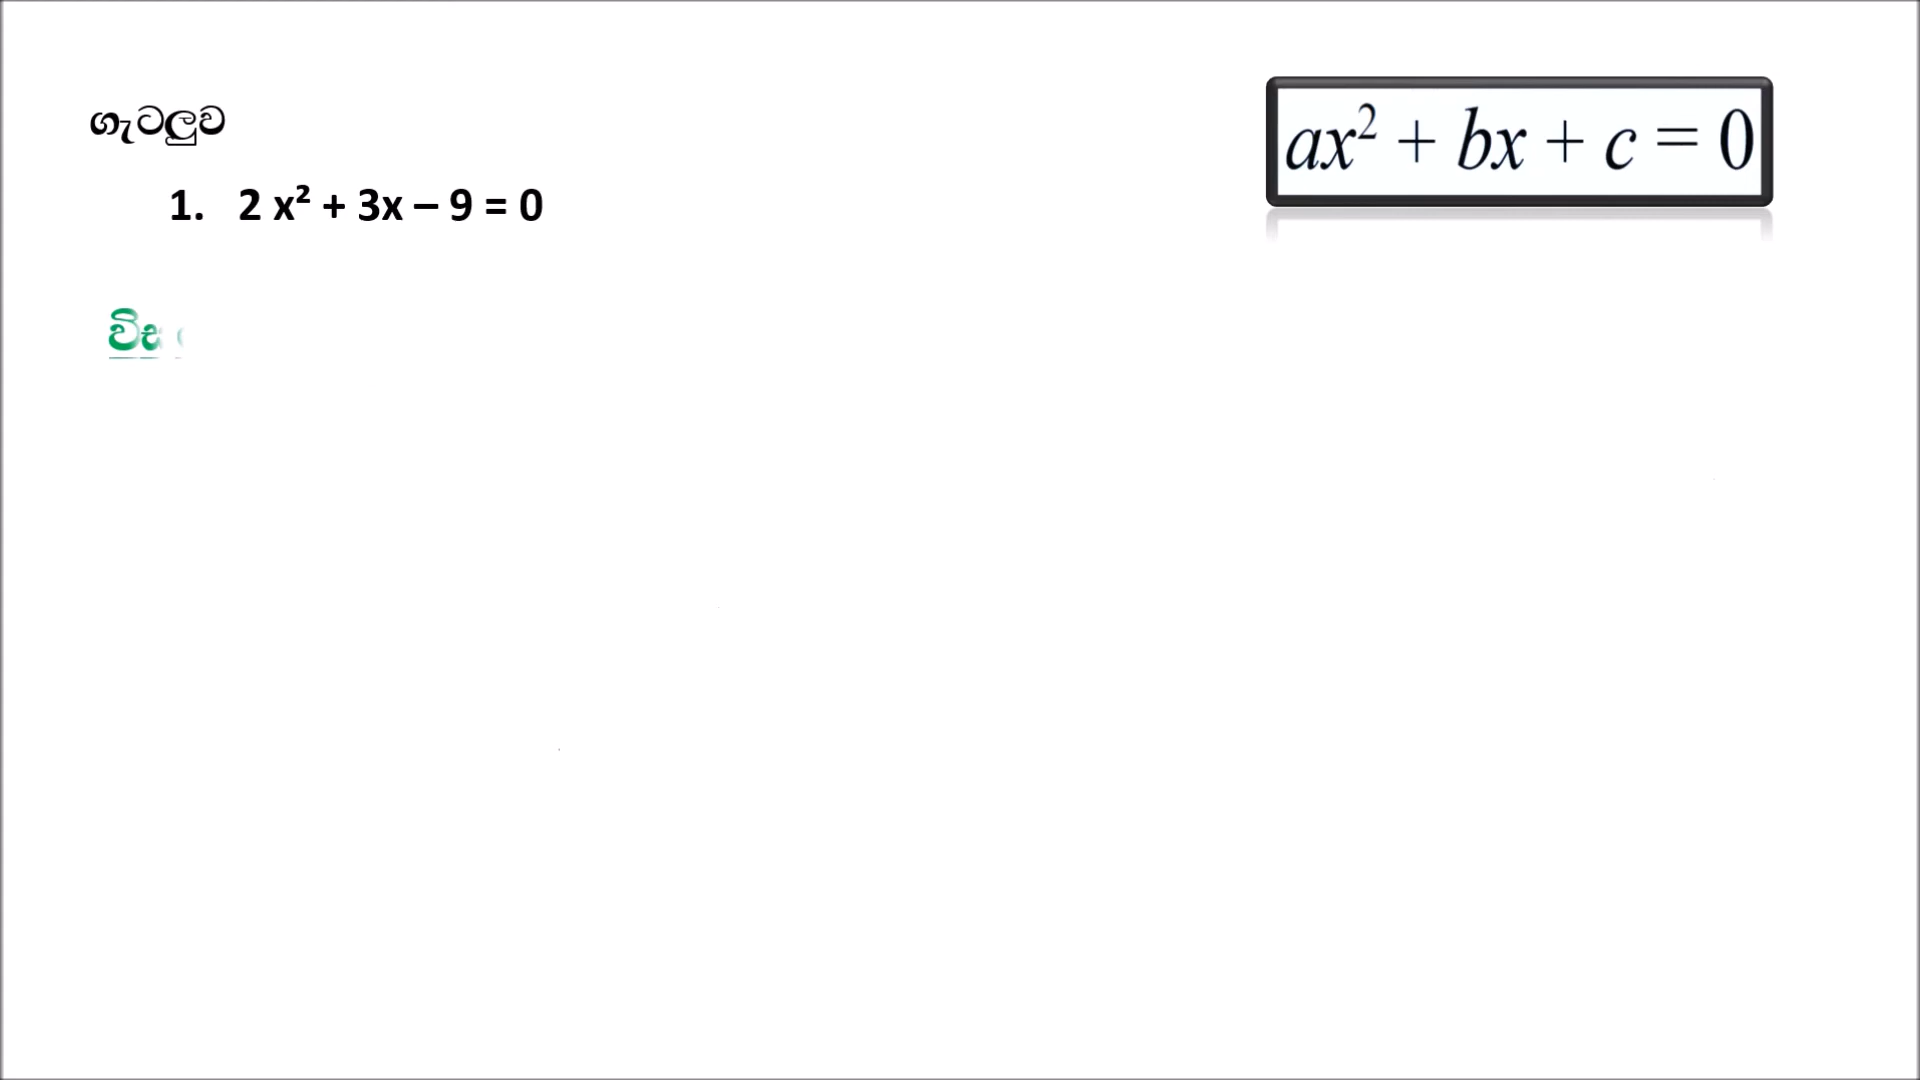 ගැටලුව
ax² + bx + c = 0
1. 2 x² + 3x – 9 = 0